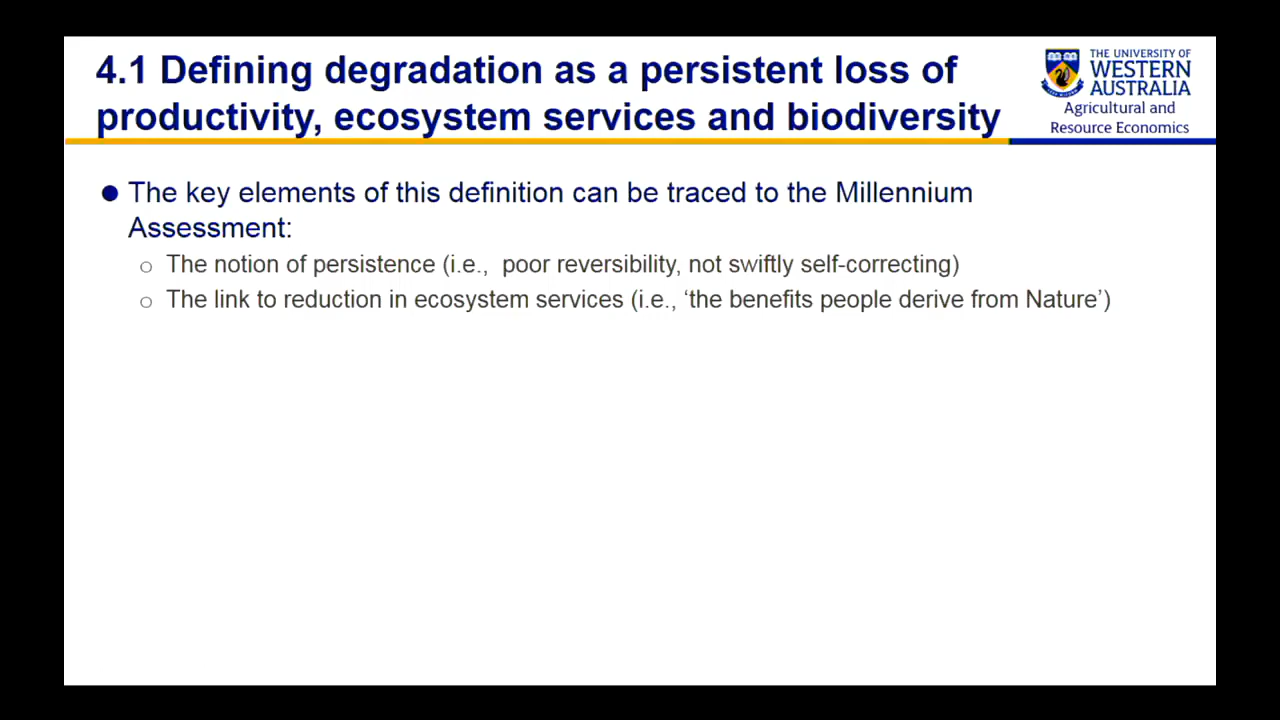 4.1 Defining degradation as a persistent loss of
productivity, ecosystem services and biodiversity
THE UNIVERSITY OF
WESTERN
AUSTRALIA
Agricultural and
Resource Economics
● The key elements of this definition can be traced to the Millennium
Assessment:
○ The notion of persistence (i.e., poor reversibility, not swiftly self-correcting)
○ The link to reduction in ecosystem services (i.e., ‘the benefits people derive from Nature’)